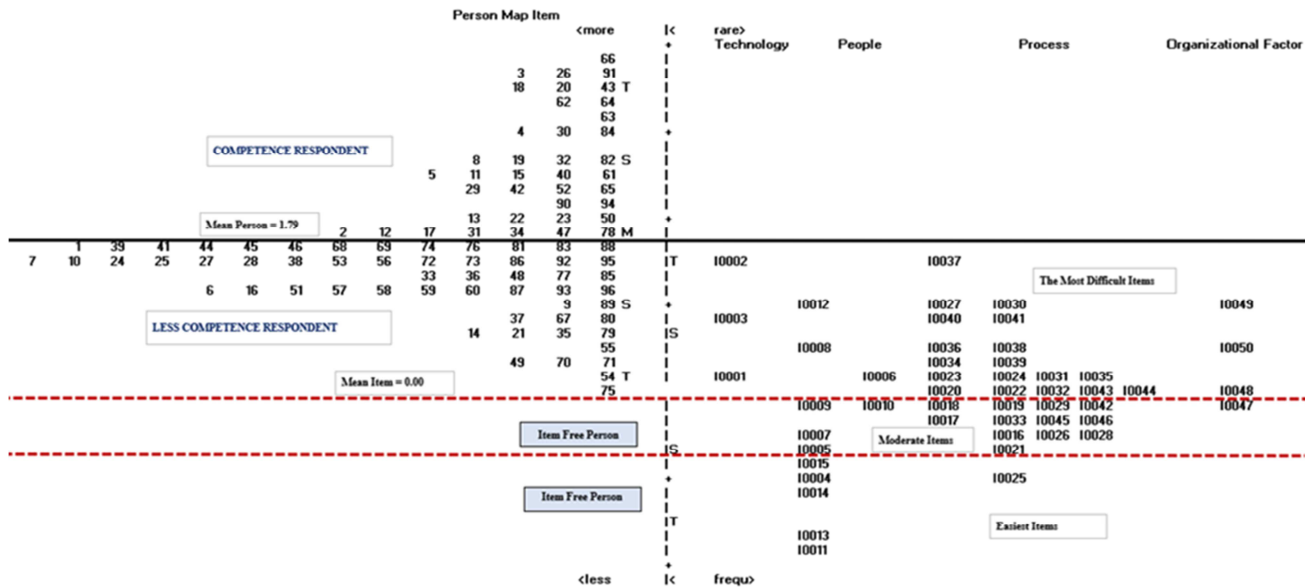 Person Map Item
<more |< rare>
+ Technology People Process Organizational Factor
66 |
3 26 91 |
18 20 43 T |
62 64 |
63 |
4 30 84 +
COMPETENCE RESPONDENT
8 19 32 82 S |
5 11 15 40 61 |
29 42 52 65 |
90 94 |
13 22 23 50 +
Mean Person = 1.79
2 12 17 31 34 47 78 M |
1 39 41 44 45 46 68 69 74 76 81 83 88 |
7 10 24 25 27 28 38 53 56 72 73 86 92 95 |T I0002 I0037
33 36 48 77 85 |
The Most Difficult Items
6 16 51 57 58 59 60 87 93 96 |
9 89 S + I0012 I0027 I0030 I0049
37 67 80 | I0003 I0040 I0041
LESS COMPETENCE RESPONDENT
14 21 35 79 |S
55 | I0008 I0036 I0038 I0050
49 70 71 | I0034 I0039
54 T | I0001 I0006 I0023 I0024 I0031 I0035
Mean Item = 0.00
75 I0020 I0022 I0032 I0043 I0044 I0048
| I0009 I0010 I0018 I0019 I0029 I0042 I0047
| I0017 I0033 I0045 I0046
Item Free Person
| I0007 I0016 I0026 I0028
Moderate Items
|S I0005 I0021
| I0015
+ I0004 I0025
Item Free Person
| I0014
|T
Easiest Items
| I0013
| I0011
+
<less |< frequ>